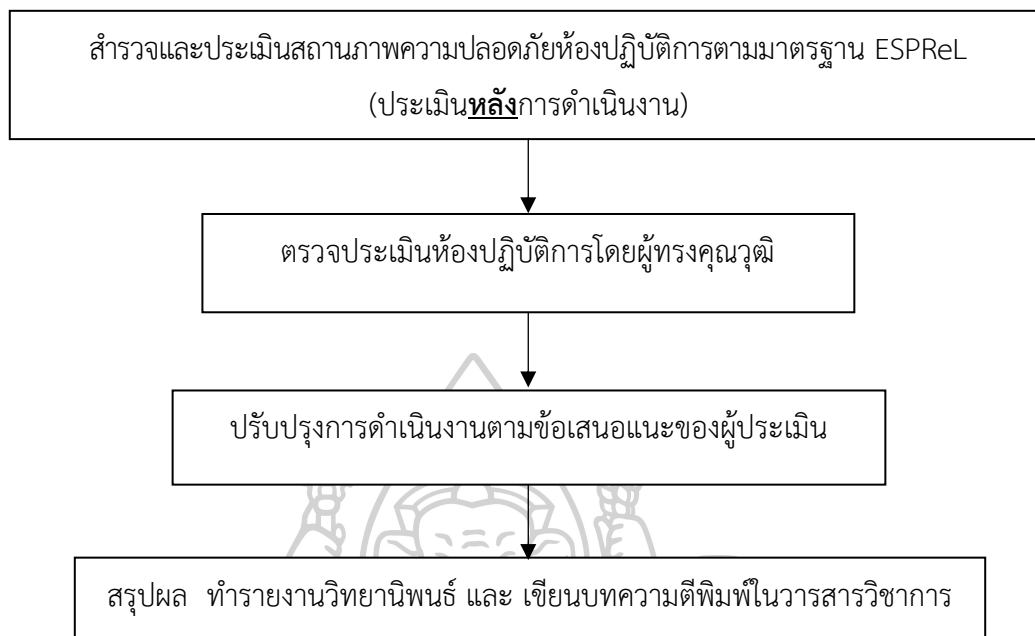 สำรวจและประเมินสถานภาพความปลอดภัยห้องปฏิบัติการตามมาตรฐาน ESPReL
(ประเมินหลังการดำเนินงาน)
ตรวจประเมินห้องปฏิบัติการโดยผู้ทรงคุณวุฒิ
ปรับปรุงการดำเนินงานตามข้อเสนอแนะของผู้ประเมิน
สรุปผล ทำรายงานวิทยานิพนธ์ และ เขียนบทความตีพิมพ์ในวารสารวิชาการ